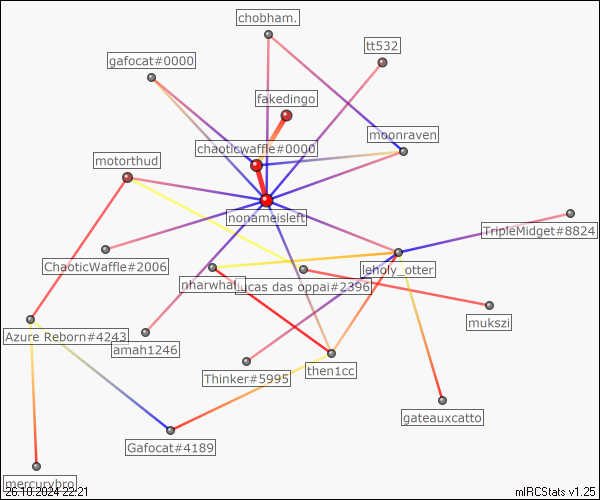 chobham.
tt532
gafocat#0000
fakedingo
moonraven
chaoticwaffle#0000
motorthud
nonameisleft
TripleMidget#8824
ChaoticWaffle#2006
leholy_otter
nharwhal
lucas das oppai#2396
mukszi
Azure Reborn#4243
amah1246
Thinker#5995
then1cc
gateauxcatto
Gafocat#4189
mercurybro
26.10.2024 22:21
mIRCStats v1.25